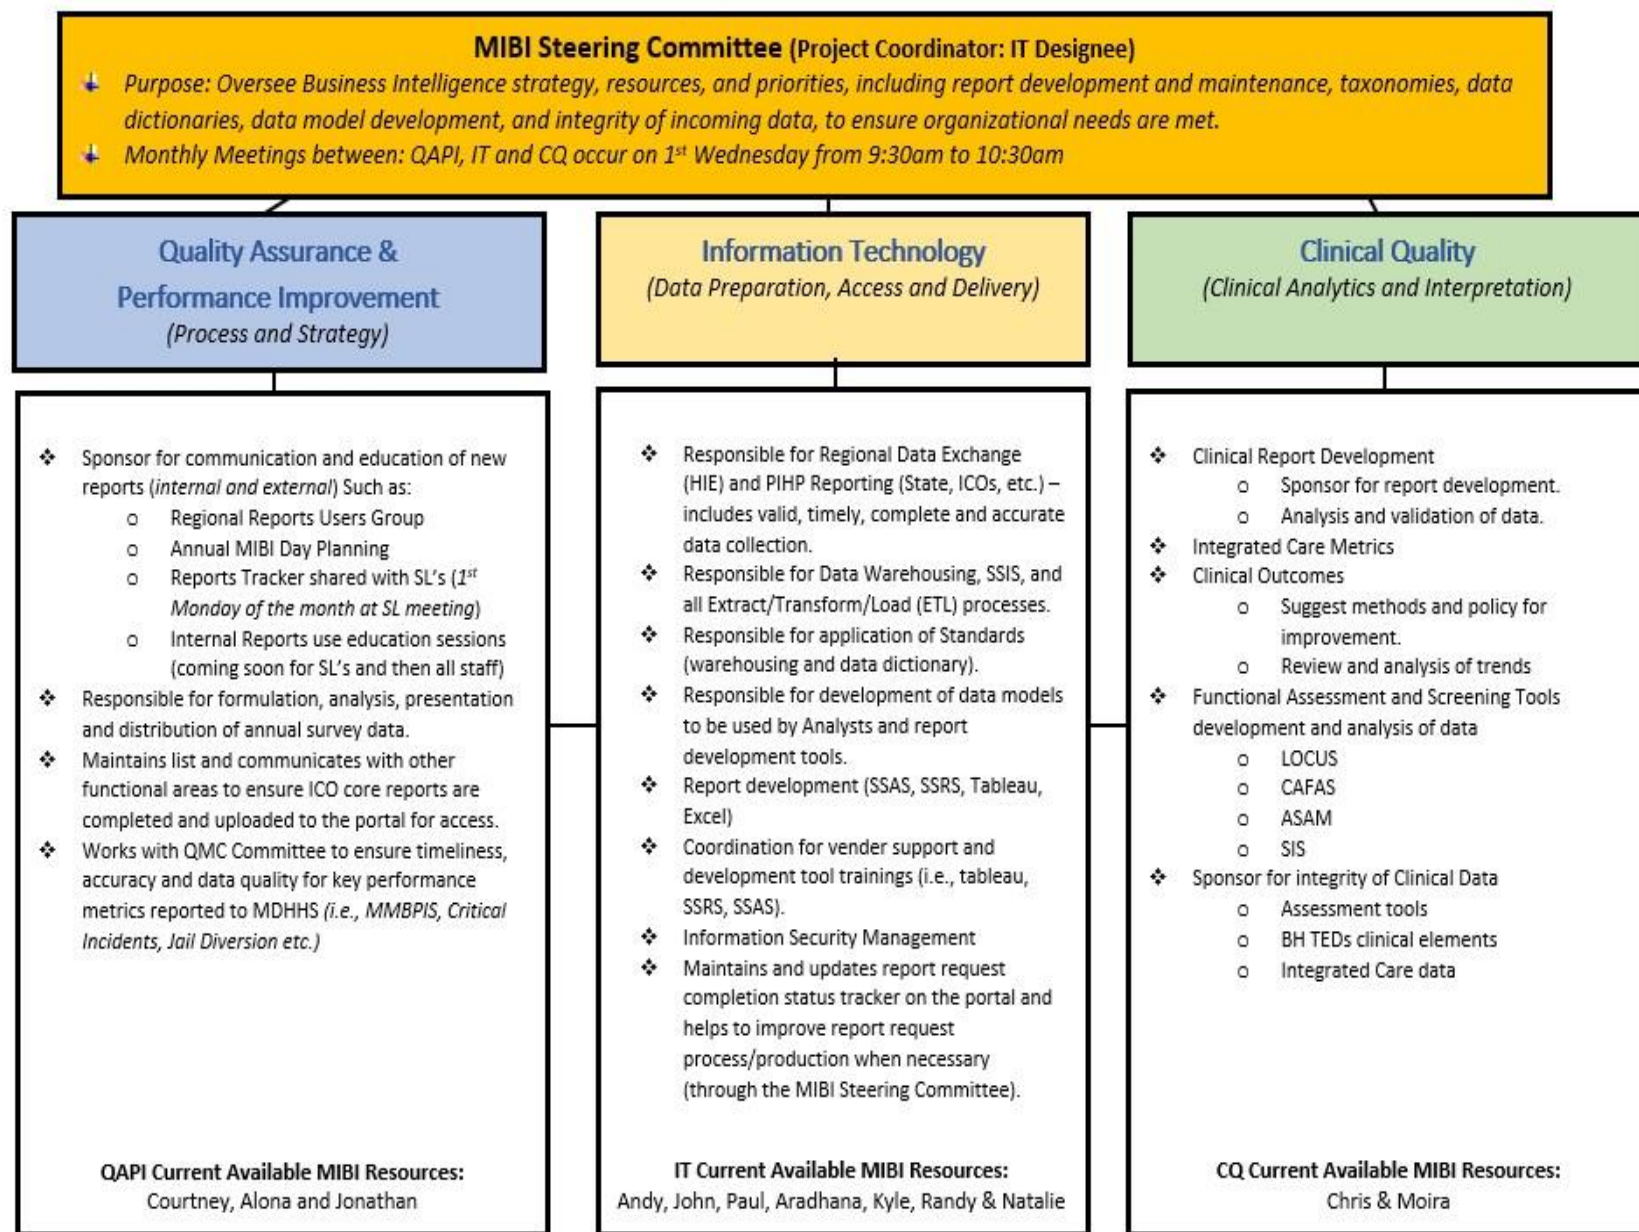 MIBI Steering Committee (Project Coordinator: IT Designee)
Purpose: Oversee Business Intelligence strategy, resources, and priorities, including report development and maintenance, taxonomies, data
dictionaries, data model development, and integrity of incoming data, to ensure organizational needs are met.
Monthly Meetings between: QAPI, IT and CQ occur on 1st Wednesday from 9:30am to 10:30am
Quality Assurance &
Performance Improvement
(Process and Strategy)
❖ Sponsor for communication and education of new
reports (internal and external) Such as:
o Regional Reports Users Group
o Annual MIBI Day Planning
o Reports Tracker shared with SL's (1st
Monday of the month at SL meeting)
o Internal Reports use education sessions
(coming soon for SL's and then all staff)
❖ Responsible for formulation, analysis, presentation
and distribution of annual survey data.
❖ Maintains list and communicates with other
functional areas to ensure ICO core reports are
completed and uploaded to the portal for access.
❖ Works with QMC Committee to ensure timeliness,
accuracy and data quality for key performance
metrics reported to MDHHS (i.e., MMBPIS, Critical
Incidents, Jail Diversion etc.)
QAPI Current Available MIBI Resources:
Courtney, Alona and Jonathan
Information Technology
(Data Preparation, Access and Delivery)
❖ Responsible for Regional Data Exchange
(HIE) and PIHP Reporting (State, ICOs, etc.) –
includes valid, timely, complete and accurate
data collection.
❖ Responsible for Data Warehousing, SSIS, and
all Extract/Transform/Load (ETL) processes.
❖ Responsible for application of Standards
(warehousing and data dictionary).
❖ Responsible for development of data models
to be used by Analysts and report
development tools.
❖ Report development (SSAS, SSRS, Tableau,
Excel)
❖ Coordination for vender support and
development tool trainings (i.e., tableau,
SSRS, SSAS).
❖ Information Security Management
❖ Maintains and updates report request
completion status tracker on the portal and
helps to improve report request
process/production when necessary
(through the MIBI Steering Committee).
IT Current Available MIBI Resources:
Andy, John, Paul, Aradhana, Kyle, Randy & Natalie
Clinical Quality
(Clinical Analytics and Interpretation)
❖ Clinical Report Development
o Sponsor for report development.
o Analysis and validation of data.
❖ Integrated Care Metrics
❖ Clinical Outcomes
o Suggest methods and policy for
improvement.
o Review and analysis of trends
❖ Functional Assessment and Screening Tools
development and analysis of data
o LOCUS
o CAFAS
o ASAM
o SIS
❖ Sponsor for integrity of Clinical Data
o Assessment tools
o BH TEDs clinical elements
o Integrated Care data
CQ Current Available MIBI Resources:
Chris & Moira